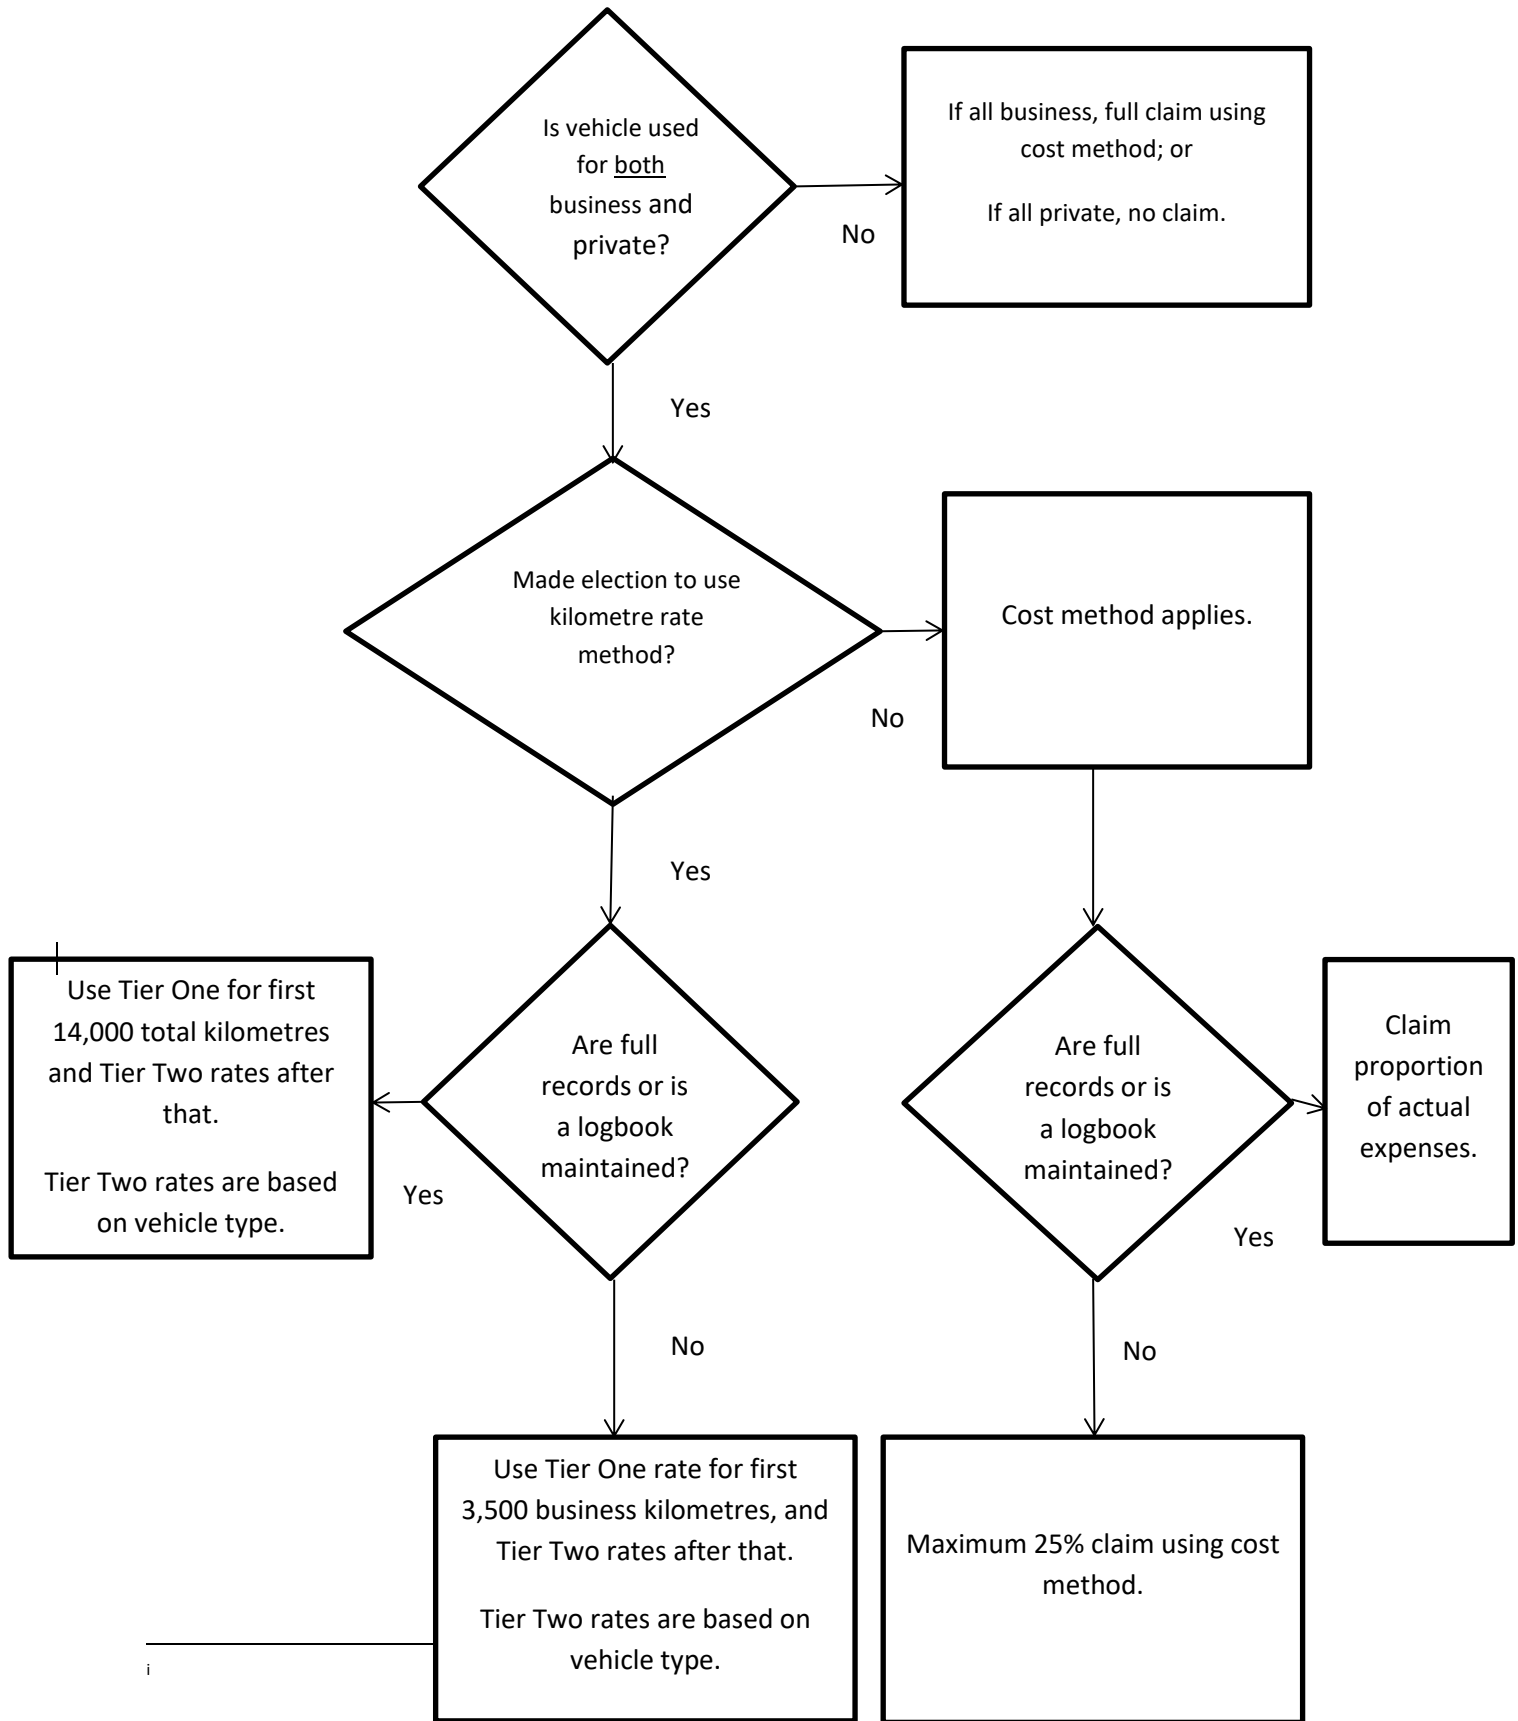 Is vehicle used
for both
business and
private?
No
If all business, full claim using
cost method; or
If all private, no claim.
Yes
Made election to use
kilometre rate
method?
No
Cost method applies.
Yes
Use Tier One for first
14,000 total kilometres
and Tier Two rates after
that.
Tier Two rates are based
on vehicle type.
Yes
Are full
records or is
a logbook
maintained?
Are full
records or is
a logbook
maintained?
Yes
Claim
proportion
of actual
expenses.
No
No
Use Tier One rate for first
3,500 business kilometres, and
Tier Two rates after that.
Tier Two rates are based on
vehicle type.
Maximum 25% claim using cost
method.
i